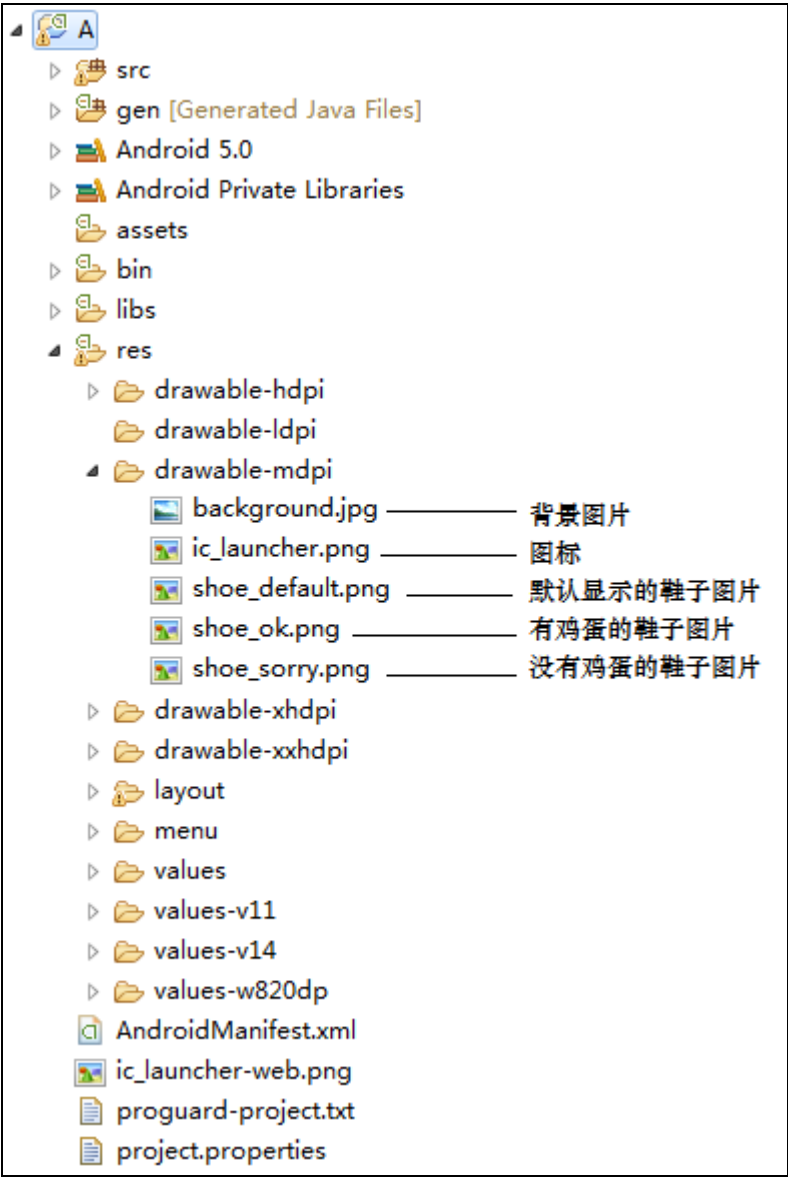 A
src
gen [Generated Java Files]
Android 5.0
Android Private Libraries
assets
bin
libs
res
drawable-hdpi
drawable-ldpi
drawable-mdpi
background.jpg 背景图片
ic_launcher.png 图标
shoe_default.png 默认显示的鞋子图片
shoe_ok.png 有鸡蛋的鞋子图片
shoe_sorry.png 没有鸡蛋的鞋子图片
drawable-xhdpi
drawable-xxhdpi
layout
menu
values
values-v11
values-v14
values-w820dp
AndroidManifest.xml
ic_launcher-web.png
proguard-project.txt
project.properties